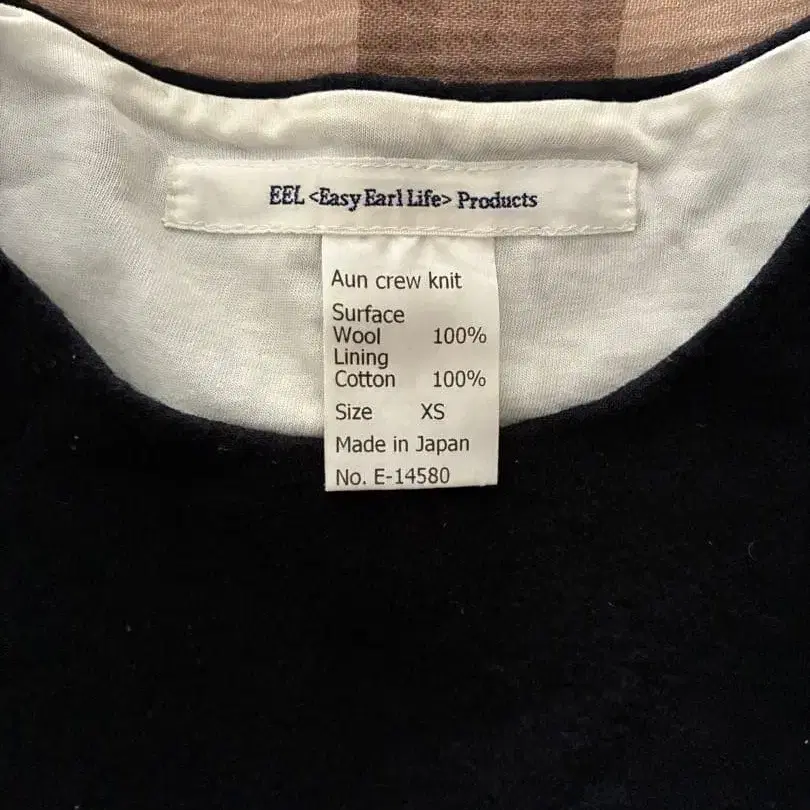 EEL <Easy Earl Life> Products
Aun crew knit
Surface
Wool 100%
Lining
Cotton 100%
Size XS
Made in Japan
No. E-14580